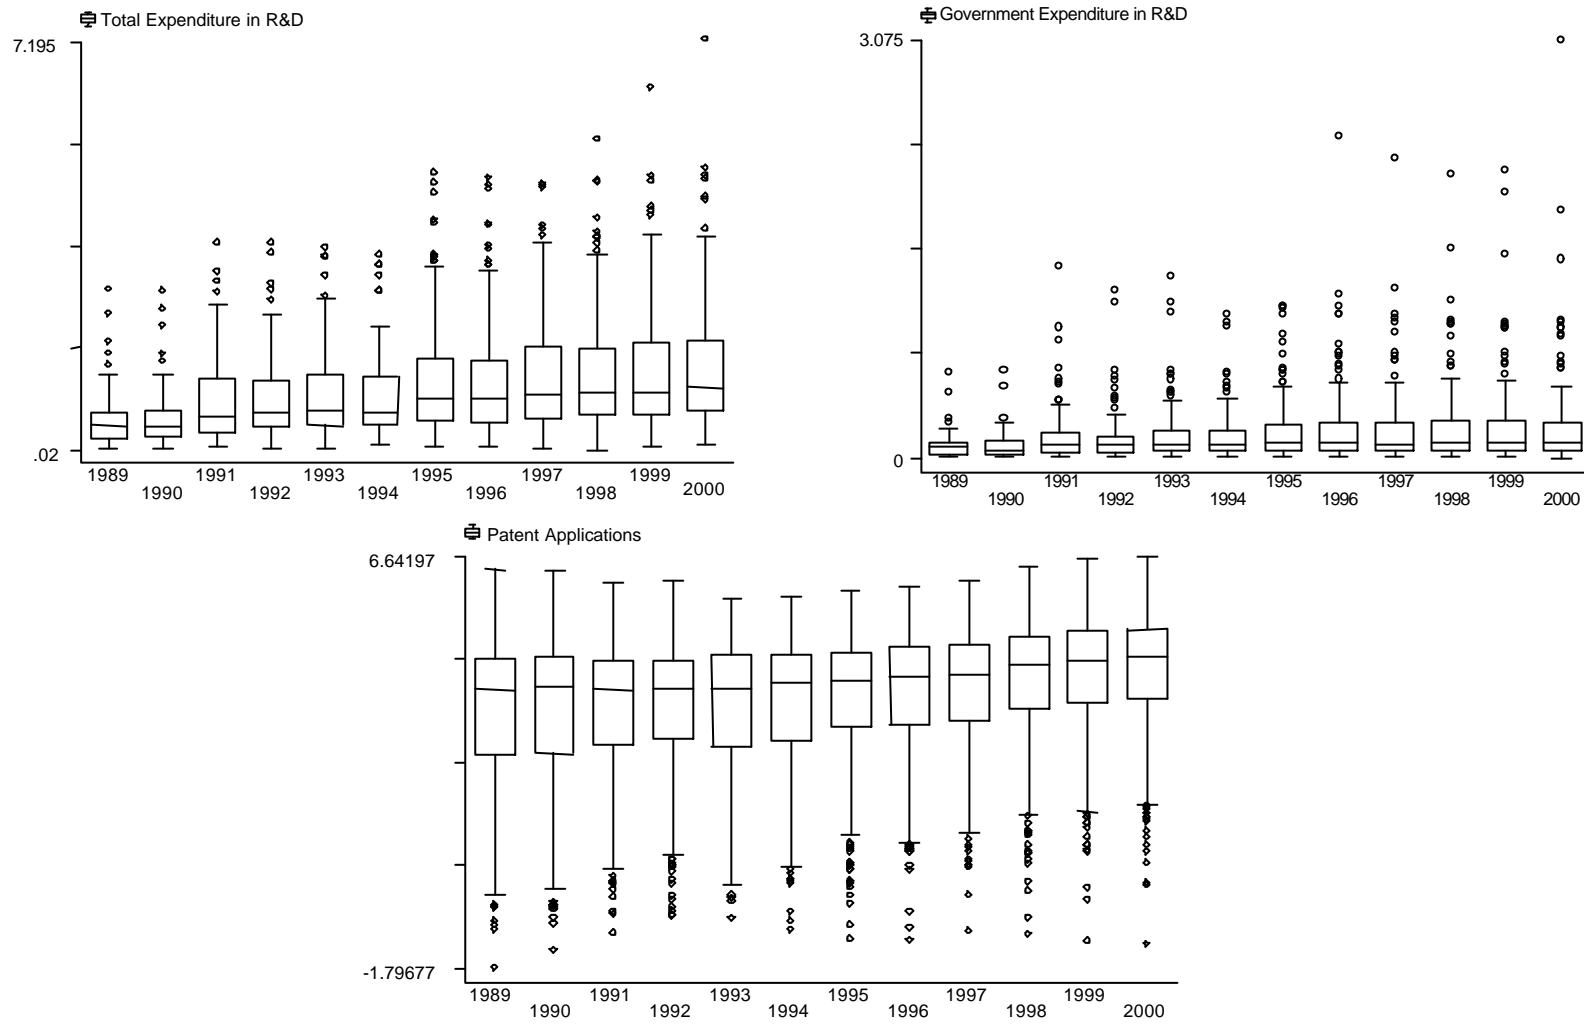 Total Expenditure in R&D
7.195
.02
1989 1990 1991 1992 1993 1994 1995 1996 1997 1998 1999 2000
Government Expenditure in R&D
3.075
0
1989 1990 1991 1992 1993 1994 1995 1996 1997 1998 1999 2000
Patent Applications
6.64197
-1.79677
1989 1990 1991 1992 1993 1994 1995 1996 1997 1998 1999 2000